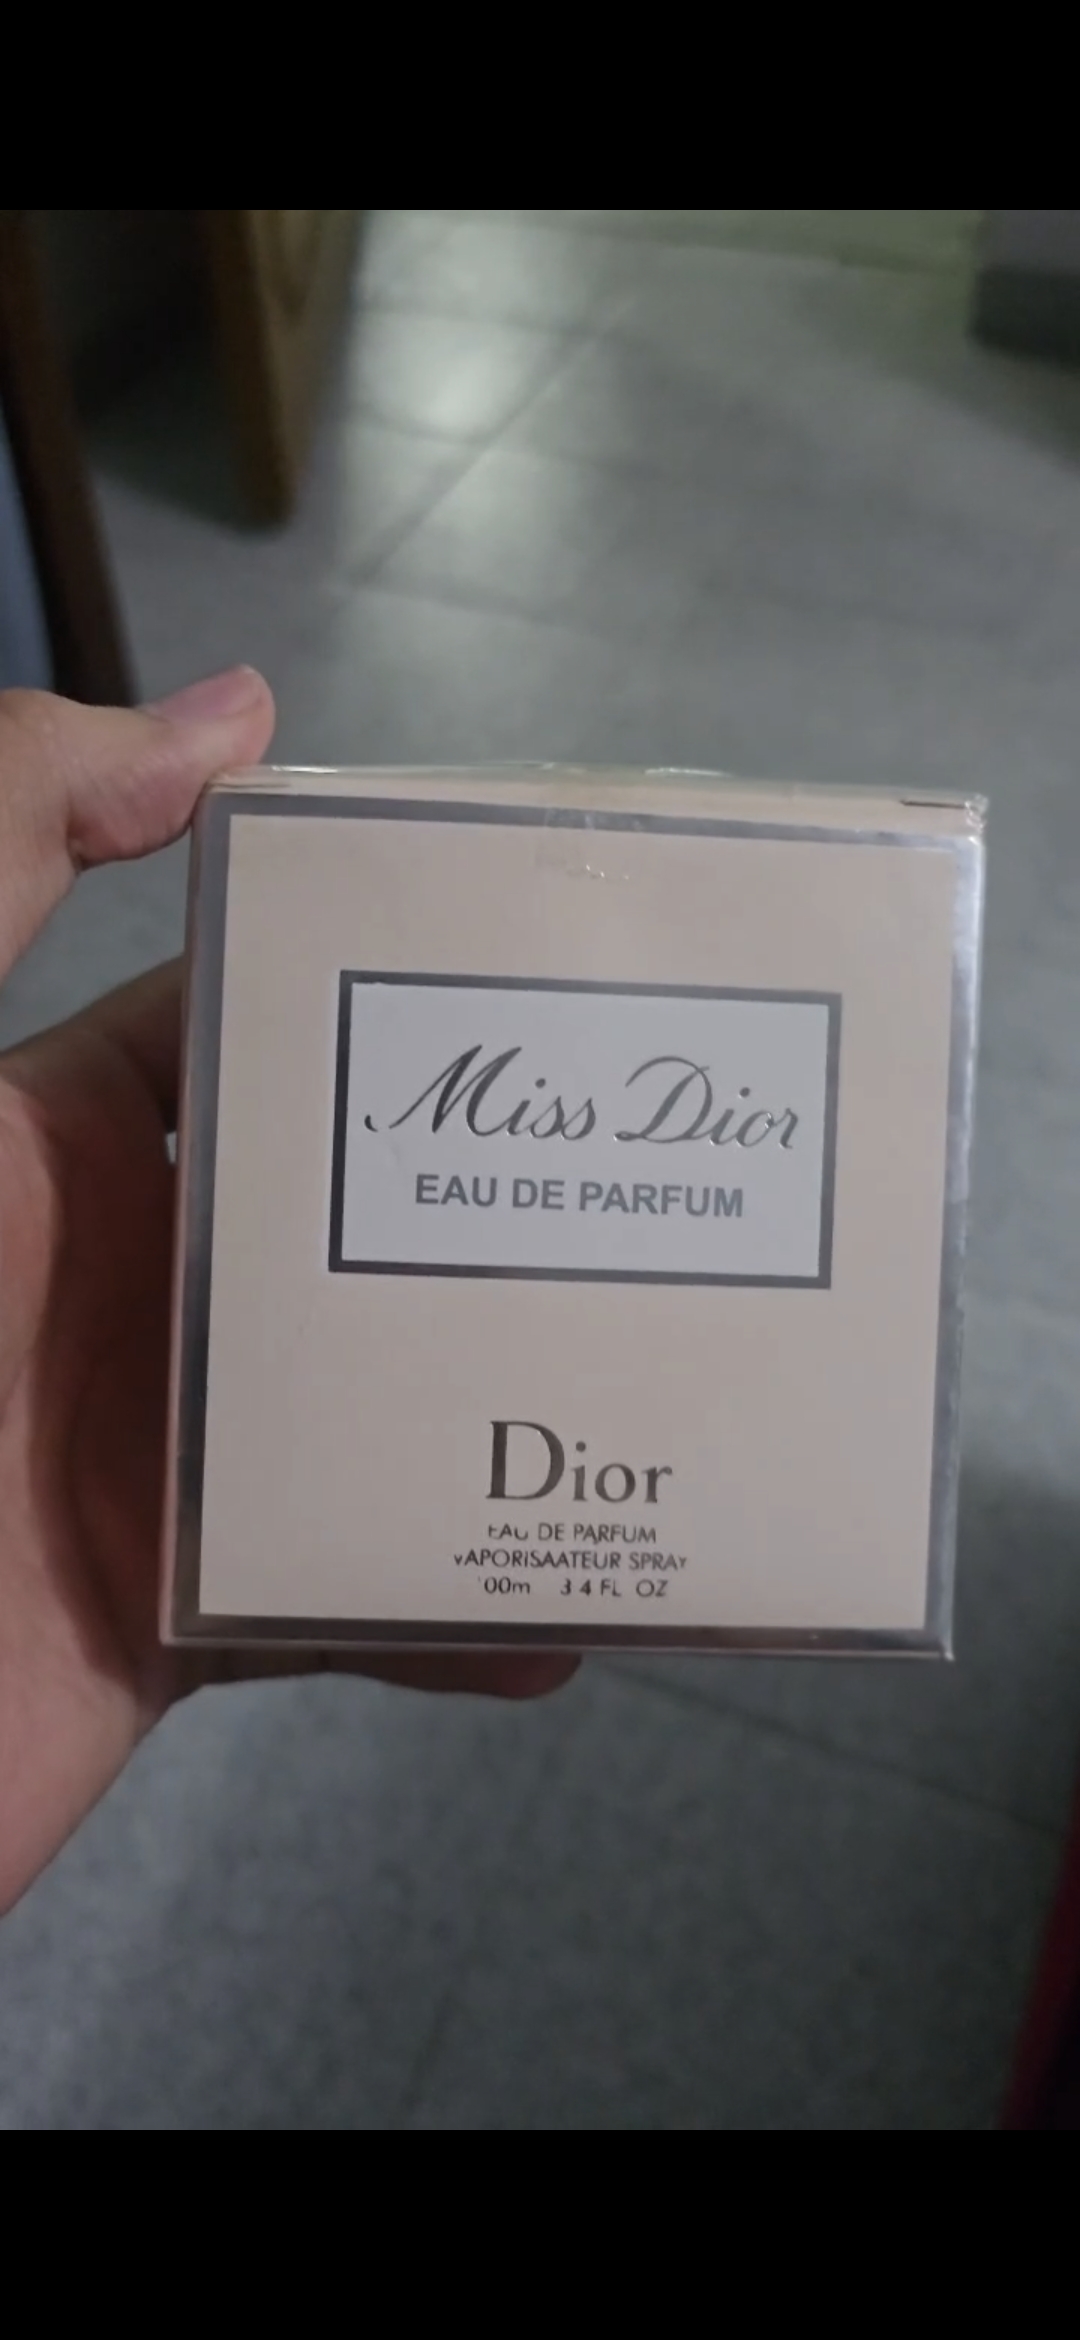 Miss Dior
EAU DE PARFUM
Dior
EAU DE PARFUM
VAPORISAATEUR SPRAY
00m 3 4 FL OZ